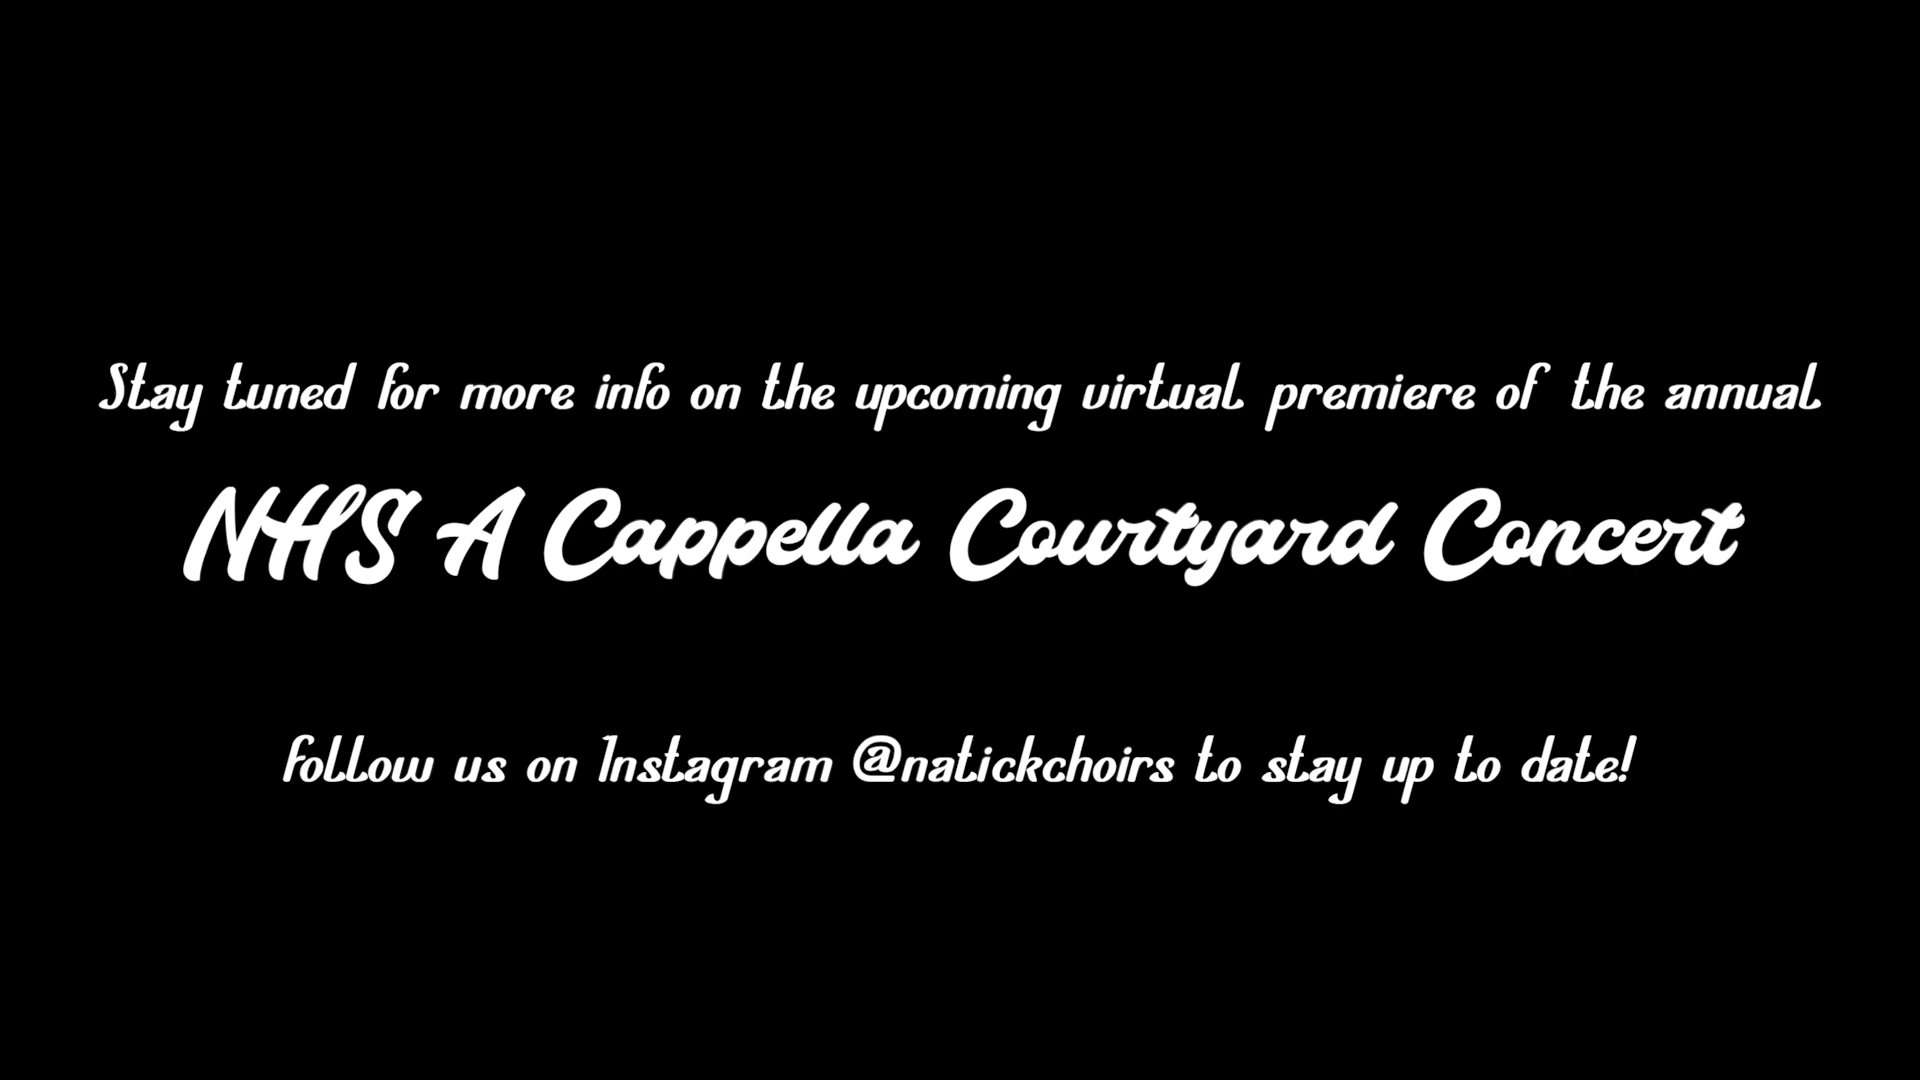 Stay tuned for more info on the upcoming virtual premiere of the annual
NHS A Cappella Courtyard Concert
follow us on Instagram @natickchoirs to stay up to date!